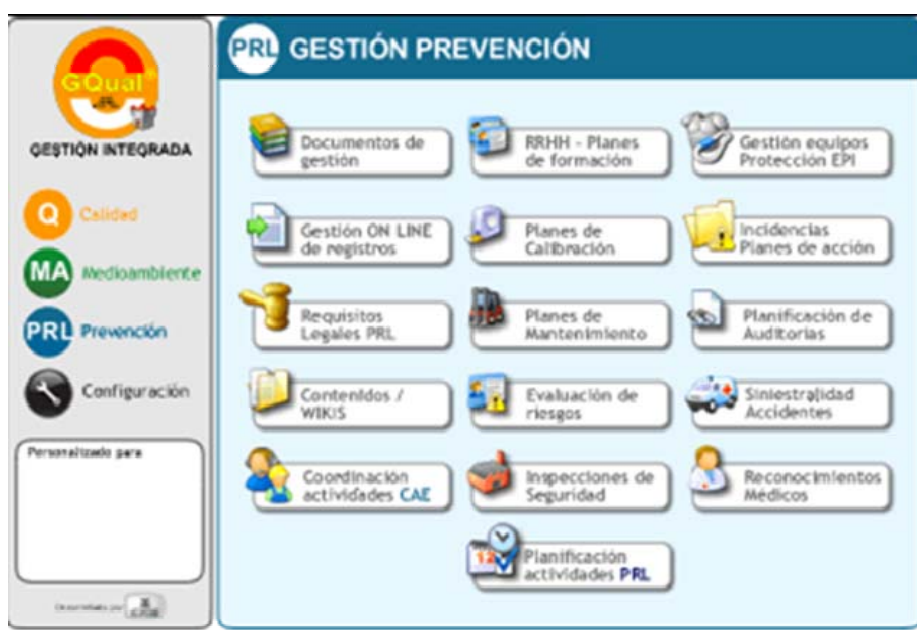 GQual
GESTIÓN INTEGRADA
Q Calidad
MA Medioambiente
PRL Prevención
Configuración
Personalizado para
PRL GESTIÓN PREVENCIÓN
Documentos de
gestión
RRHH - Planes
de formación
Gestión equipos
Protección EPI
Gestión ON LINE
de registros
Planes de
Calibración
Incidencias
Planes de acción
Requisitos
Legales PRL
Planes de
Mantenimiento
Planificación de
Auditorias
Contenidos /
WIKIS
Evaluación de
riesgos
Siniestralidad
Accidentes
Coordinación
actividades CAE
Inspecciones de
Seguridad
Reconocimientos
Médicos
12
Planificación
actividades PRL